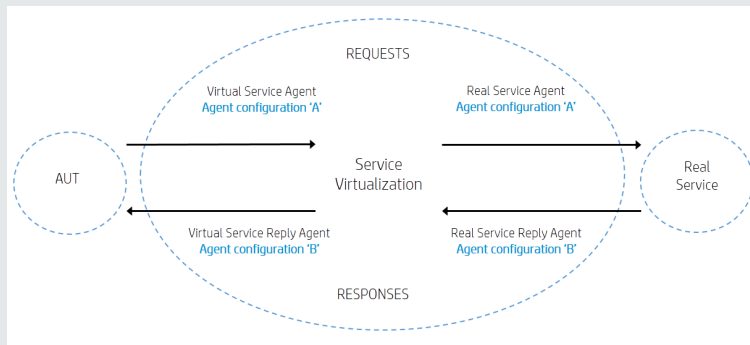 REQUESTS
Virtual Service Agent
Agent configuration 'A'
Real Service Agent
Agent configuration 'A'
AUT
Service
Virtualization
Real
Service
Virtual Service Reply Agent
Agent configuration 'B'
Real Service Reply Agent
Agent configuration 'B'
RESPONSES